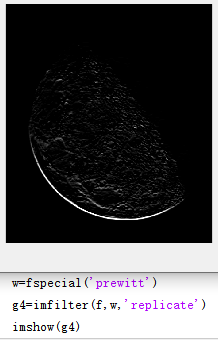 w=fspecial('prewitt')
g4=imfilter(f,w,'replicate')
imshow(g4)